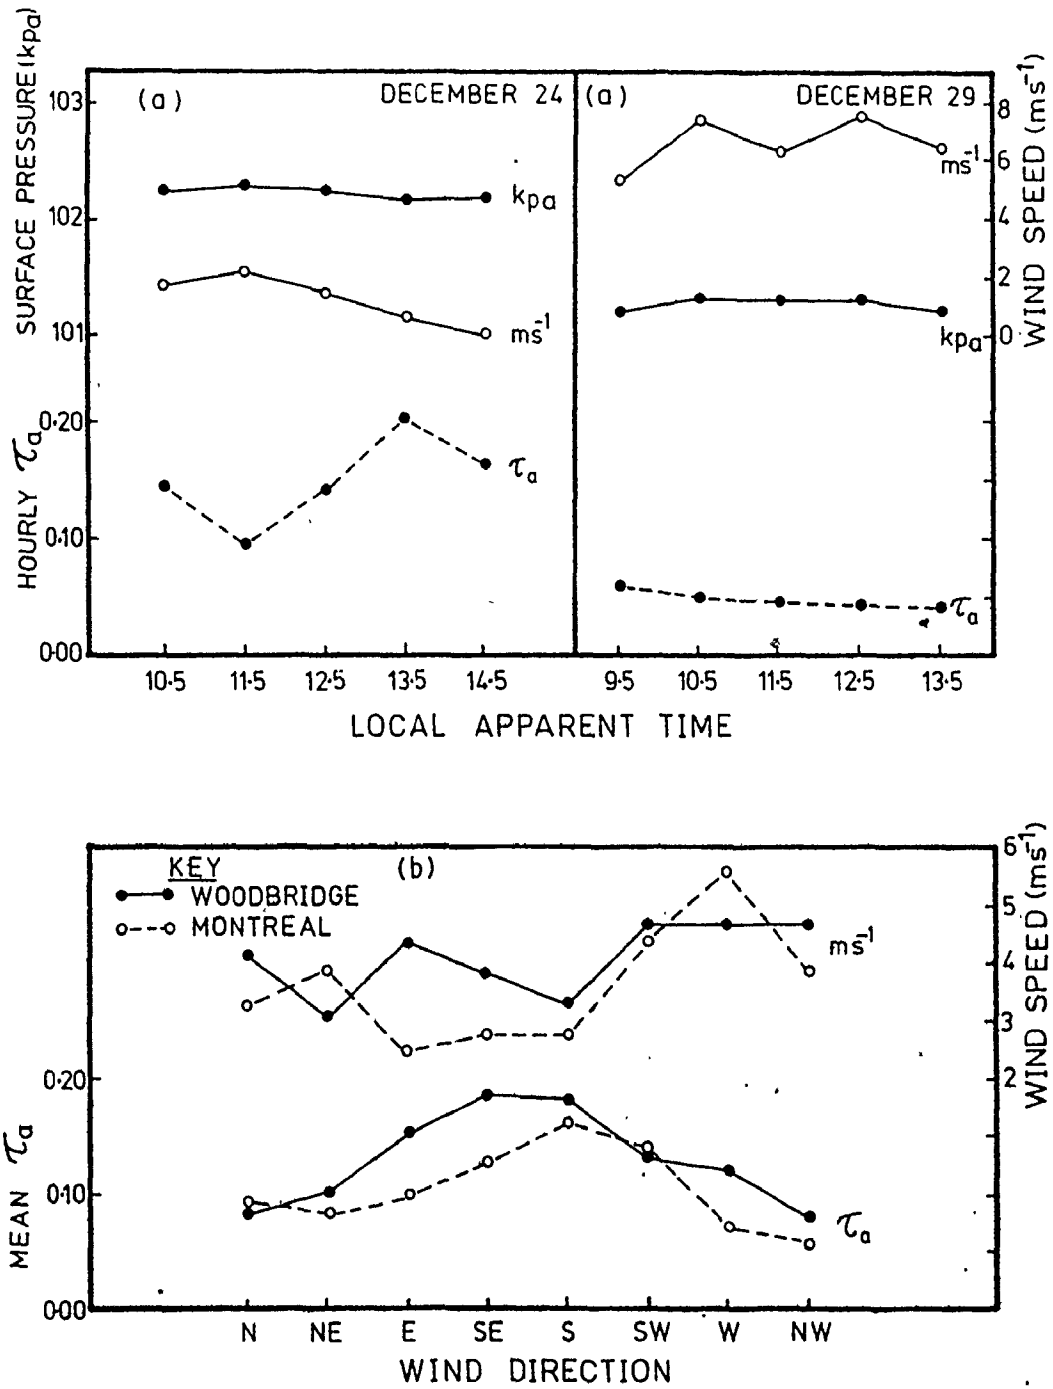 SURFACE PRESSURE (kpa)
103
102
101
(a) DECEMBER 24
kpa
ms⁻¹
(a) DECEMBER 29
ms⁻¹
kpa
8
6
4
2
0
WIND SPEED (ms⁻¹)
HOURLY τa
0·20
0·10
0·00
τa
τa
10·5 11·5 12·5 13·5 14·5 9·5 10·5 11·5 12·5 13·5
LOCAL APPARENT TIME
KEY (b)
WOODBRIDGE
MONTREAL
ms⁻¹
6
5
4
3
2
WIND SPEED (ms⁻¹)
MEAN τa
0·20
0·10
0·00
τa
N NE E SE S SW W NW
WIND DIRECTION